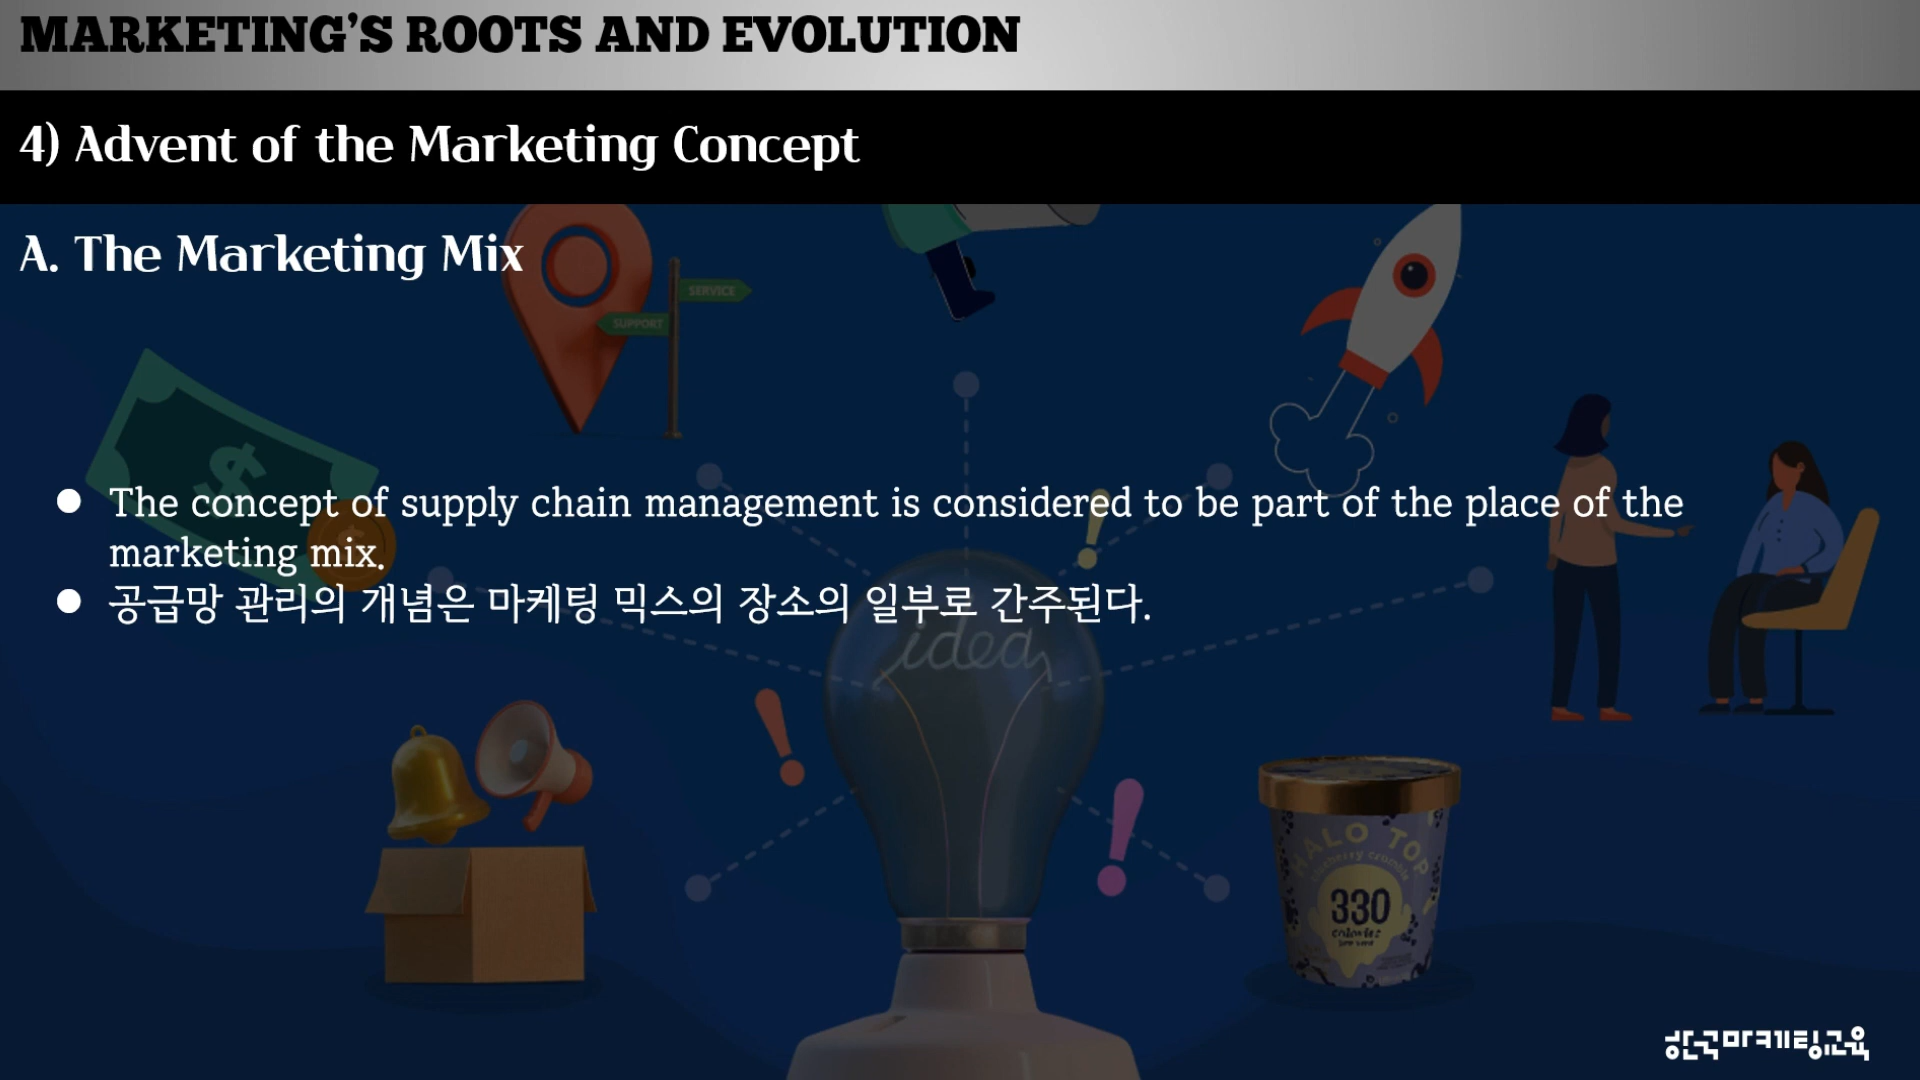 MARKETING'S ROOTS AND EVOLUTION
4) Advent of the Marketing Concept
A. The Marketing Mix
SERVICE
SUPPORT
● The concept of supply chain management is considered to be part of the place of the
marketing mix.
● 공급망 관리의 개념은 마케팅 믹스의 장소의 일부로 간주된다.
idea
HALO TOP
330
calories
한국마케팅교육